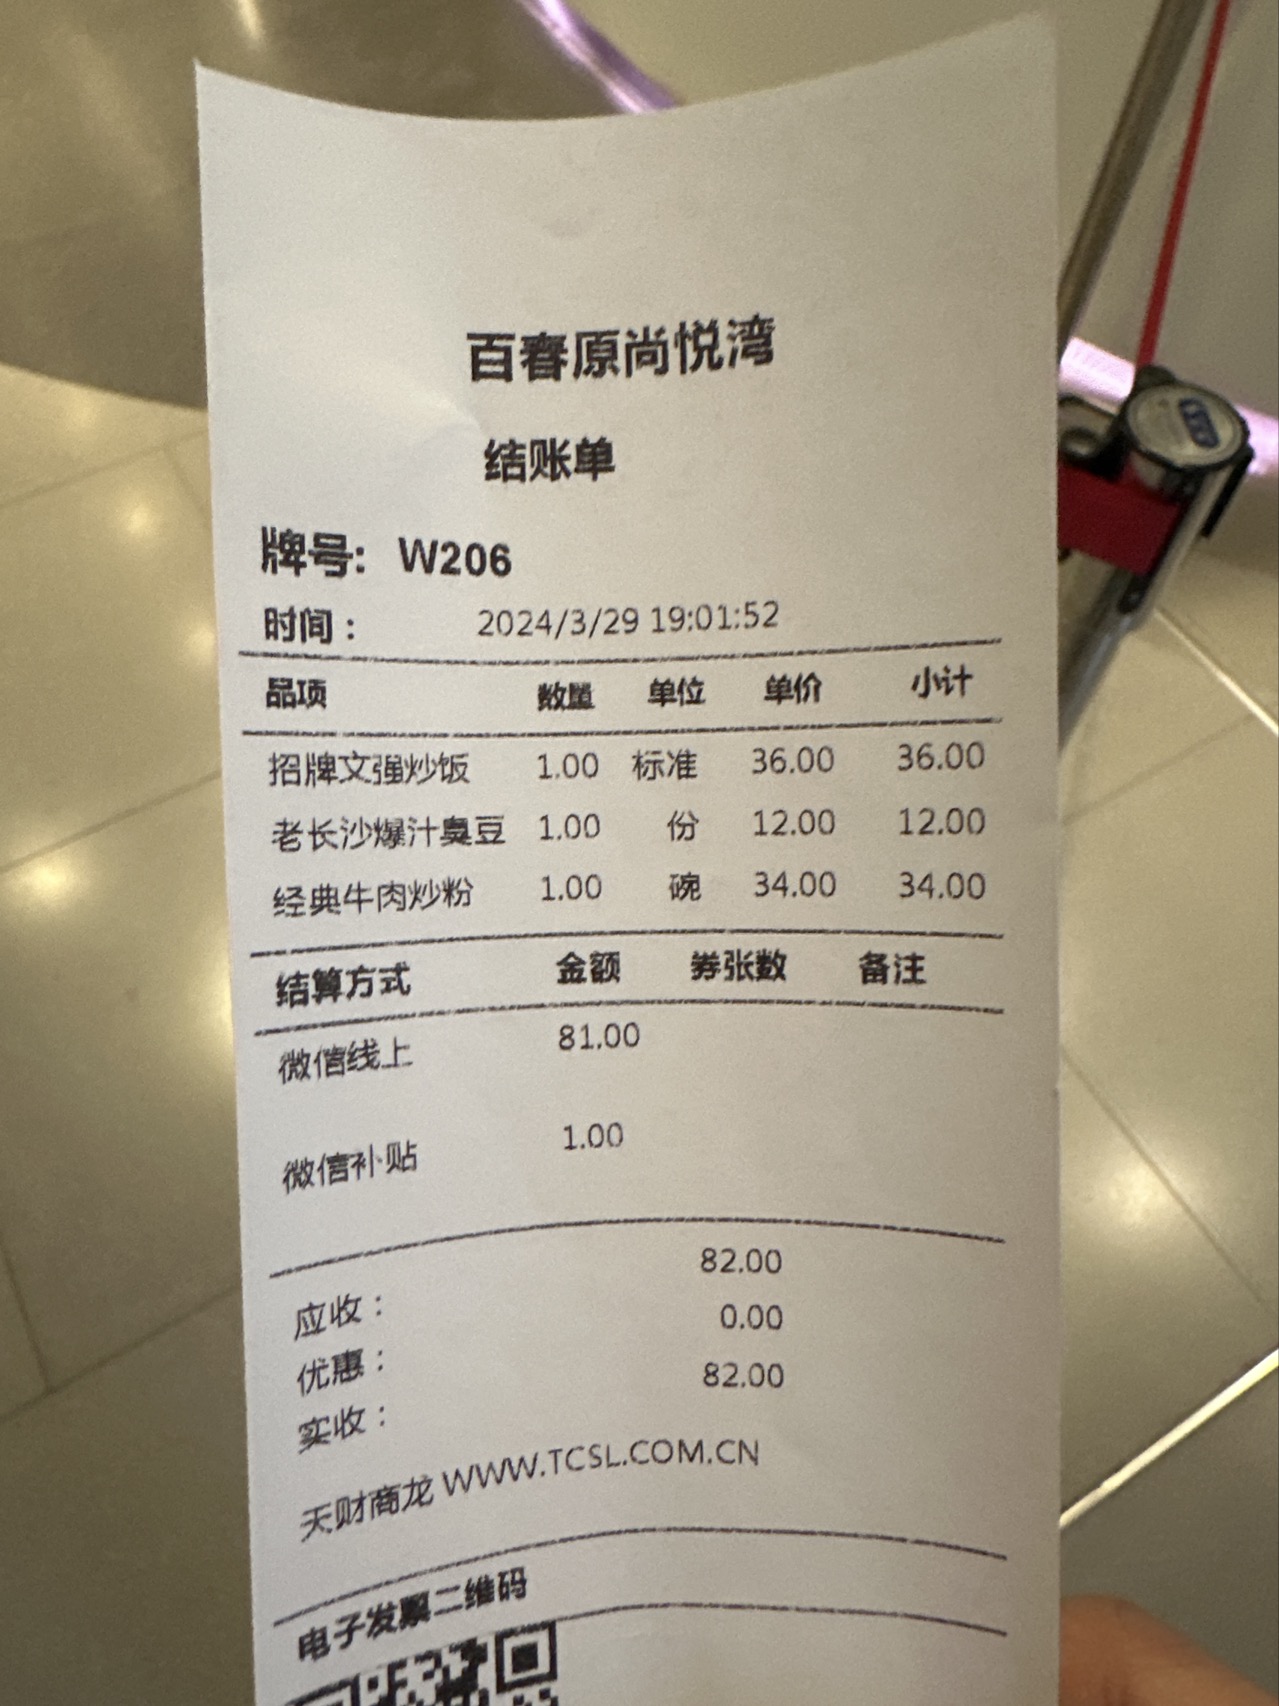 百春原尚悦湾
结账单
牌号: W206
时间： 2024/3/29 19:01:52
品项 数量 单位 单价 小计
招牌文强炒饭 1.00 标准 36.00 36.00
老长沙爆汁臭豆 1.00 份 12.00 12.00
经典牛肉炒粉 1.00 碗 34.00 34.00
结算方式 金额 券张数 备注
微信线上 81.00
微信补贴 1.00
应收： 82.00
优惠： 0.00
实收： 82.00
天财商龙 WWW.TCSL.COM.CN
电子发票二维码